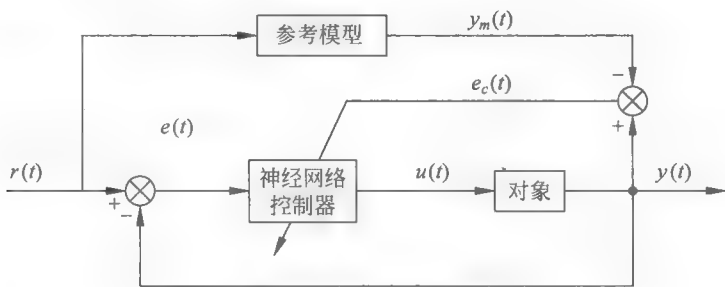 参考模型
y_m(t)
−
e_c(t)
+
e(t)
r(t)
+
−
神经网络
控制器
u(t)
对象
y(t)